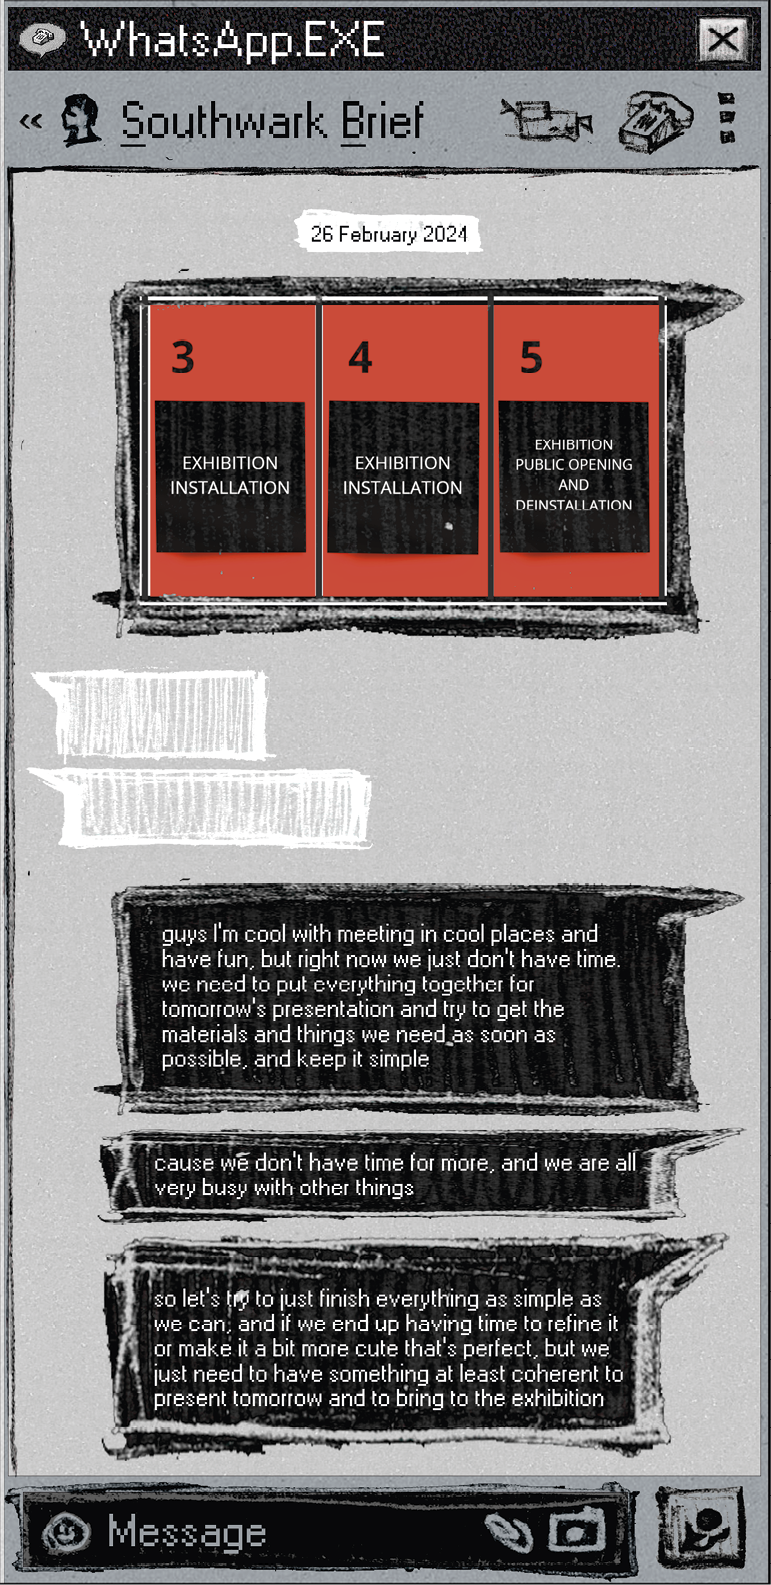 WhatsApp.EXE
Southwark Brief
26 February 2024
3
EXHIBITION
INSTALLATION
4
EXHIBITION
INSTALLATION
5
EXHIBITION
PUBLIC OPENING
AND
DEINSTALLATION
guys I'm cool with meeting in cool places and
have fun, but right now we just don't have time.
we need to put everything together for
tomorrow's presentation and try to get the
materials and things we need as soon as
possible, and keep it simple
cause we don't have time for more, and we are all
very busy with other things
so let's try to just finish everything as simple as
we can, and if we end up having time to refine it
or make it a bit more cute that's perfect, but we
just need to have something at least coherent to
present tomorrow and to bring to the exhibition
Message